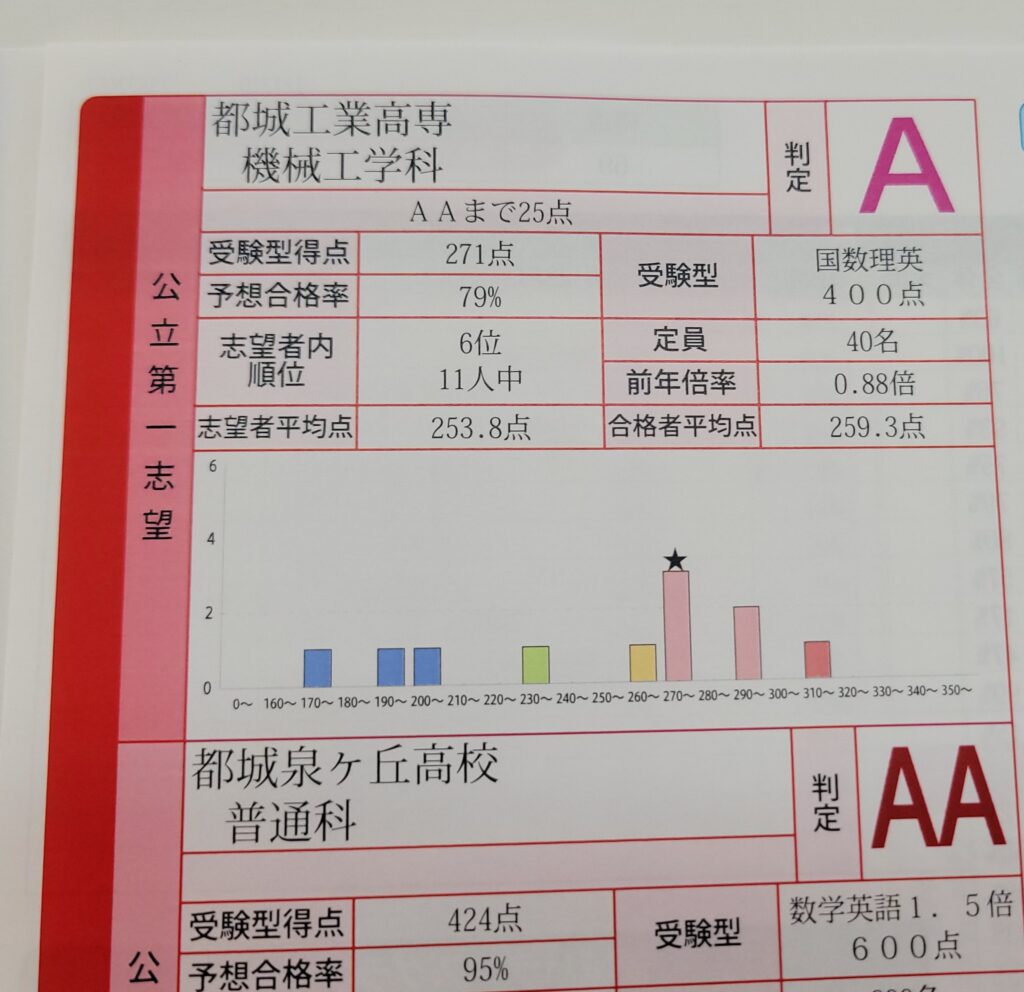 都城工業高専
機械工学科
判定
A
ＡＡまで25点
公立第一志望
受験型得点
271点
受験型
国数理英
４００点
予想合格率
79%
志望者内
順位
6位
11人中
定員
40名
前年倍率
0.88倍
志望者平均点
253.8点
合格者平均点
259.3点
6
4
★
2
0
0～ 160～ 170～ 180～ 190～ 200～ 210～ 220～ 230～ 240～ 250～ 260～ 270～ 280～ 290～ 300～ 310～ 320～ 330～ 340～ 350～
都城泉ヶ丘高校
普通科
判定
AA
受験型得点
424点
受験型
数学英語１．５倍
６００点
予想合格率
95%
公